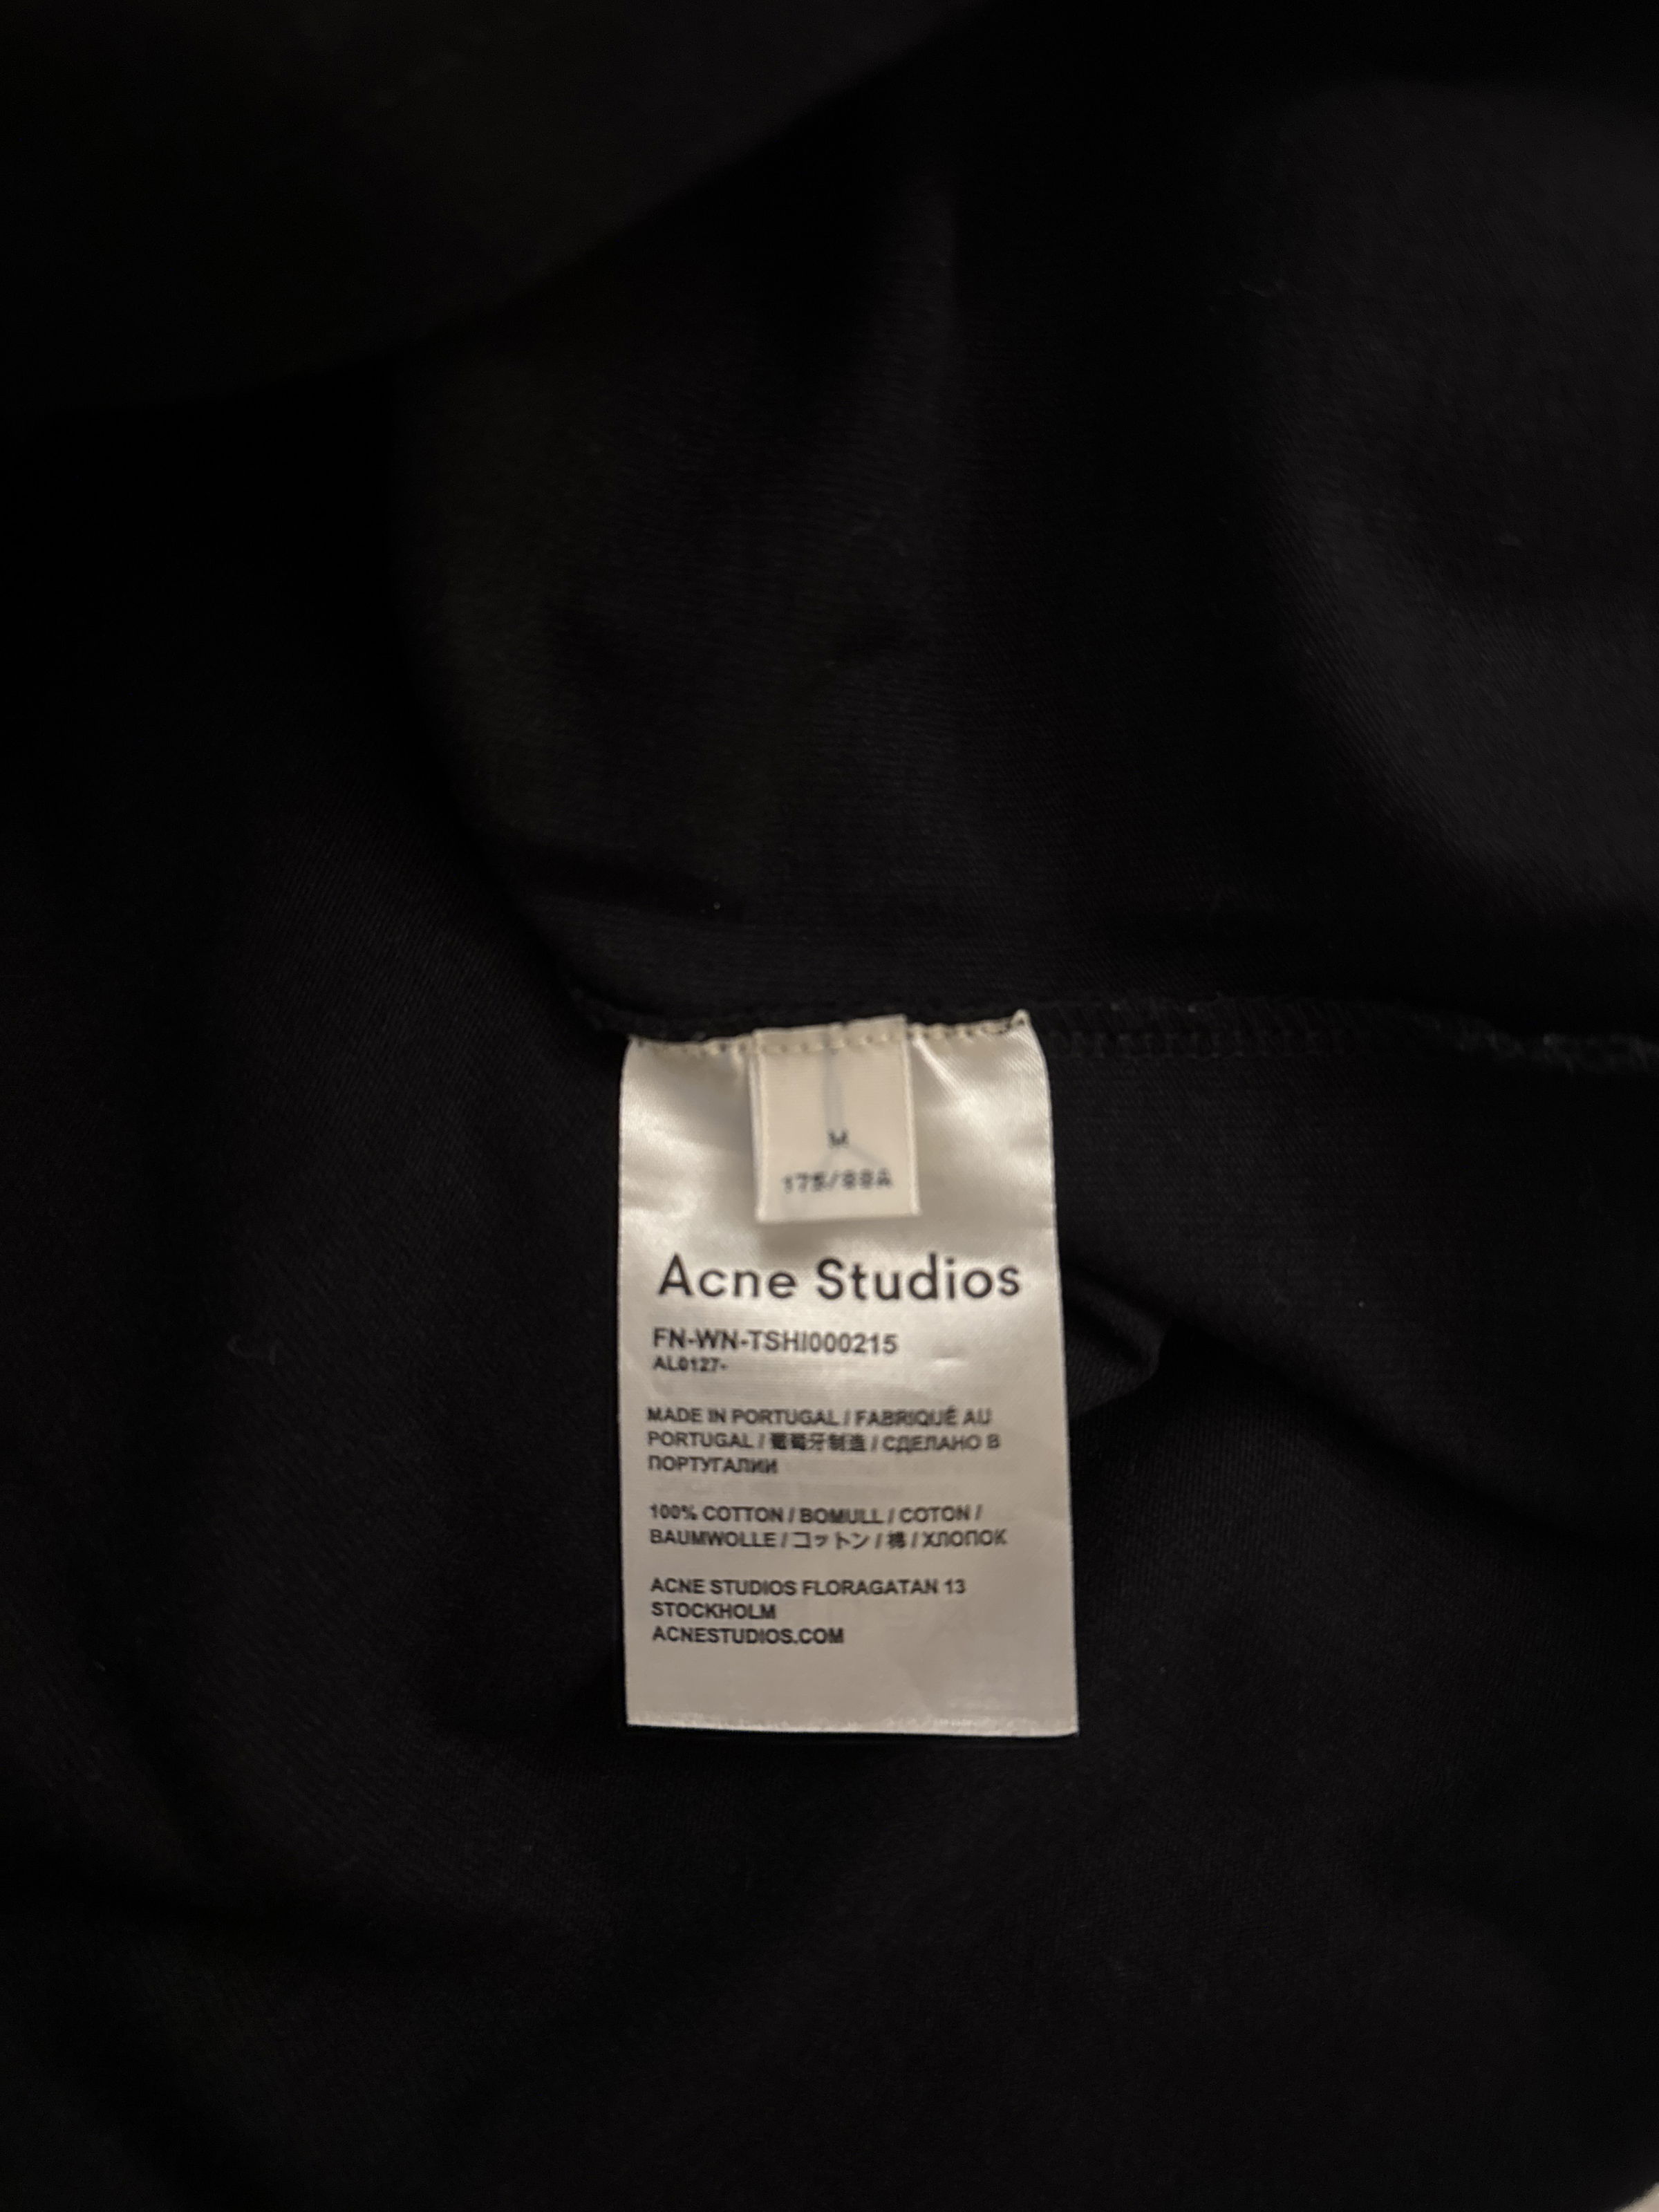 M
175/88A
Acne Studios
FN-WN-TSHI000215
AL0127-
MADE IN PORTUGAL / FABRIQUÉ AU
PORTUGAL / 葡萄牙制造 / СДЕЛАНО В
ПОРТУГАЛИИ
100% COTTON / BOMULL / COTON /
BAUMWOLLE / コットン / 棉 / ХЛОПОК
ACNE STUDIOS FLORAGATAN 13
STOCKHOLM
ACNESTUDIOS.COM